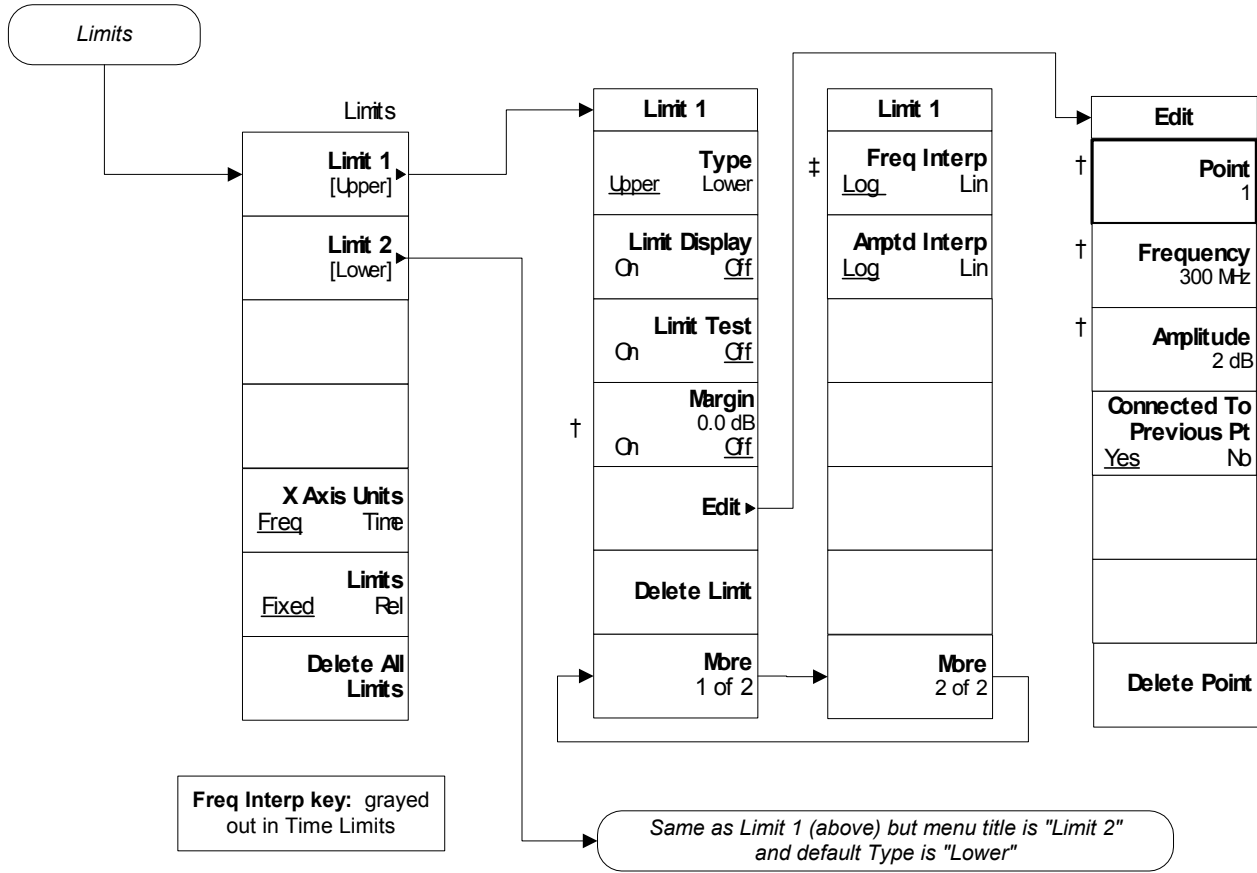 Limits
Limits
Limit 1
[Upper]
Limit 2
[Lower]
X Axis Units
Freq Time
Limits
Fixed Rel
Delete All
Limits
Limit 1
Type
Upper Lower
Limit Display
On Off
Limit Test
On Off
†
Margin
0.0 dB
On Off
Edit
Delete Limit
More
1 of 2
Limit 1
‡
Freq Interp
Log Lin
Amptd Interp
Log Lin
More
2 of 2
Edit
†
Point
1
†
Frequency
300 MHz
†
Amplitude
2 dB
Connected To
Previous Pt
Yes No
Delete Point
Freq Interp key: grayed
out in Time Limits
Same as Limit 1 (above) but menu title is "Limit 2"
and default Type is "Lower"